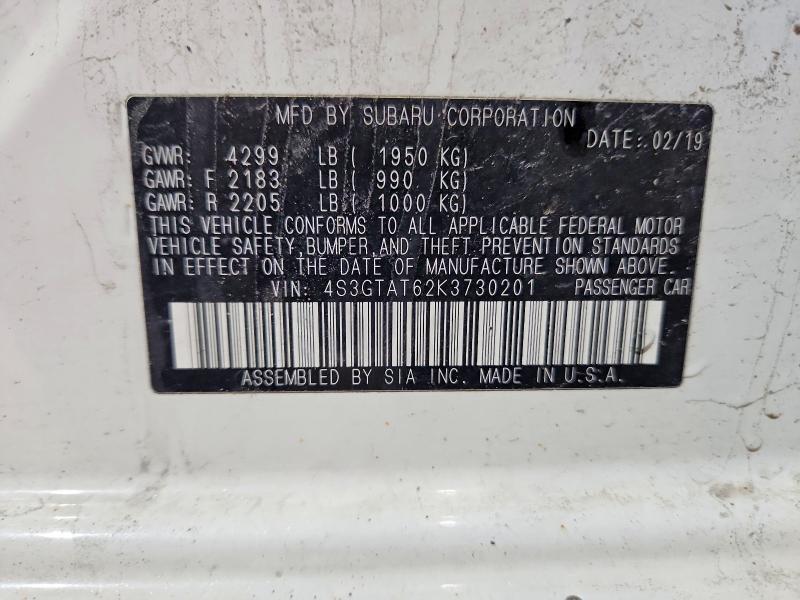 MFD BY SUBARU CORPORATION
DATE: 02/19
GVWR: 4299 LB ( 1950 KG)
GAWR: F 2183 LB ( 990 KG)
GAWR: R 2205 LB ( 1000 KG)
THIS VEHICLE CONFORMS TO ALL APPLICABLE FEDERAL MOTOR
VEHICLE SAFETY, BUMPER, AND THEFT PREVENTION STANDARDS
IN EFFECT ON THE DATE OF MANUFACTURE SHOWN ABOVE.
VIN: 4S3GTAT62K3730201 PASSENGER CAR
ASSEMBLED BY SIA INC. MADE IN U.S.A.